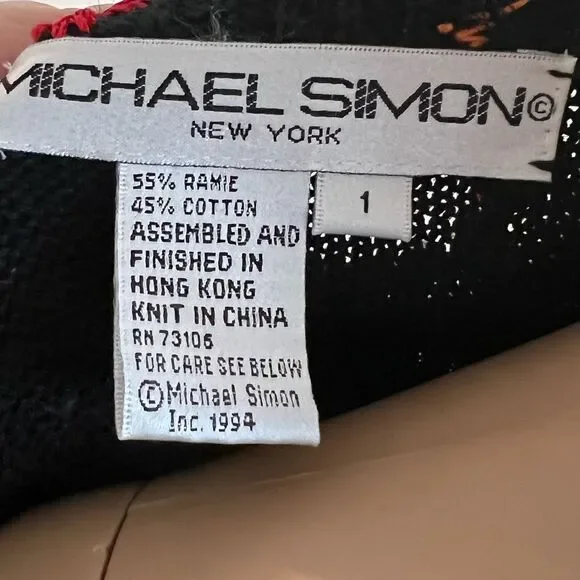 MICHAEL SIMON©
NEW YORK
1
55% RAMIE
45% COTTON
ASSEMBLED AND
FINISHED IN
HONG KONG
KNIT IN CHINA
RN 73106
FOR CARE SEE BELOW
© Michael Simon
Inc. 1994